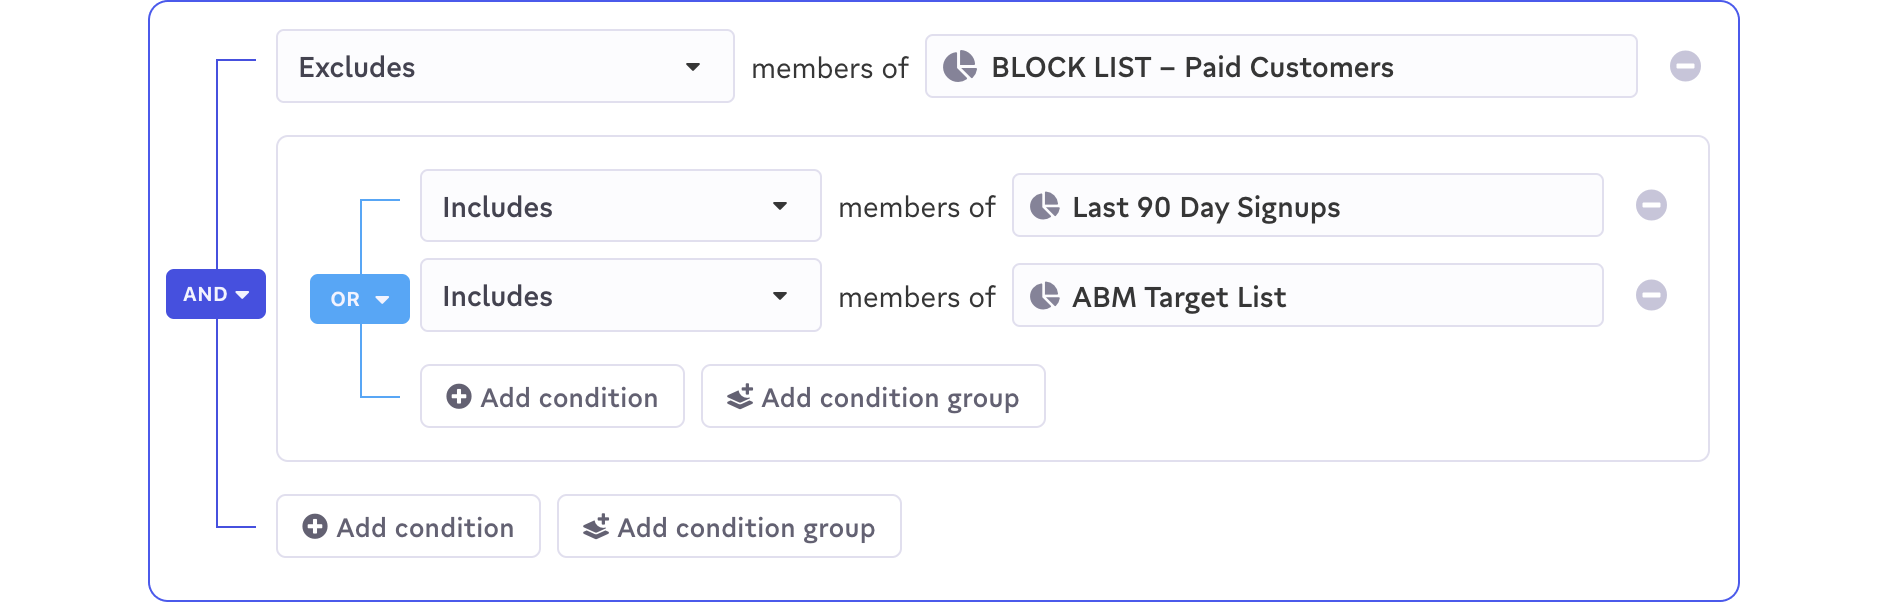 Excludes members of BLOCK LIST – Paid Customers
Includes members of Last 90 Day Signups
AND
OR
Includes members of ABM Target List
Add condition Add condition group
Add condition Add condition group